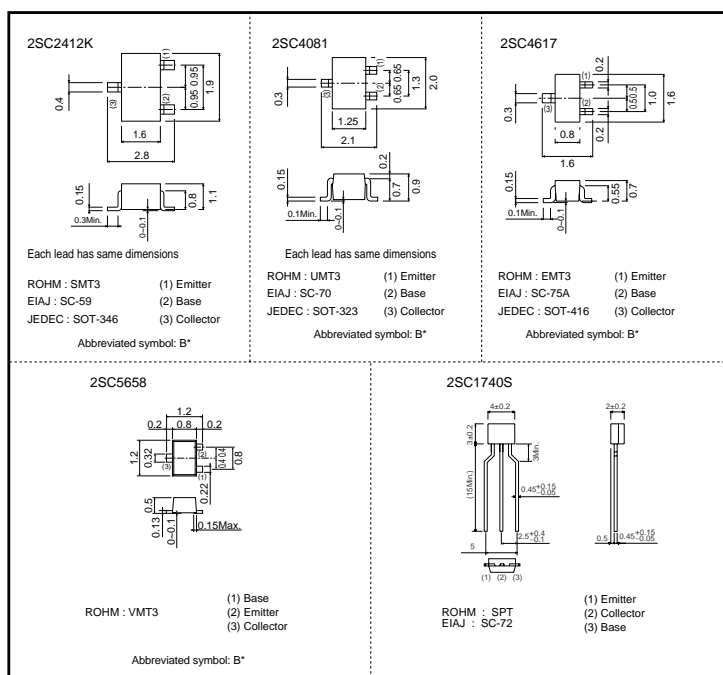 2SC2412K
(1)
(2)
(3)
0.4
0.95 0.95
1.9
1.6
2.8
0.15
0.3Min.
0~0.1
0.8
1.1
Each lead has same dimensions
ROHM : SMT3 (1) Emitter
EIAJ : SC-59 (2) Base
JEDEC : SOT-346 (3) Collector
Abbreviated symbol: B*
2SC4081
(1)
(2)
(3)
0.3
0.65 0.65
1.3
2.0
1.25
2.1
0.2
0.15
0.1Min.
0~0.1
0.7
0.9
Each lead has same dimensions
ROHM : UMT3 (1) Emitter
EIAJ : SC-70 (2) Base
JEDEC : SOT-323 (3) Collector
Abbreviated symbol: B*
2SC4617
(1)
(2)
(3)
0.2
0.3
0.50.5
1.0
1.6
0.2
0.8
1.6
0.15
0.1Min.
0~0.1
0.55
0.7
ROHM : EMT3 (1) Emitter
EIAJ : SC-75A (2) Base
JEDEC : SOT-416 (3) Collector
Abbreviated symbol: B*
2SC5658
1.2
0.2 0.8 0.2
1.2
0.32
(3)
(2)
(1)
0.4 0.4
0.8
0.22
0.5
0.13
0~0.1
0.15Max.
ROHM : VMT3
(1) Base
(2) Emitter
(3) Collector
Abbreviated symbol: B*
2SC1740S
4±0.2
2±0.2
3±0.2
3Min.
(15Min.)
0.45+0.15 −0.05
2.5+0.4 −0.1
5
0.5
0.45+0.15 −0.05
(1) (2) (3)
ROHM : SPT
EIAJ : SC-72
(1) Emitter
(2) Collector
(3) Base